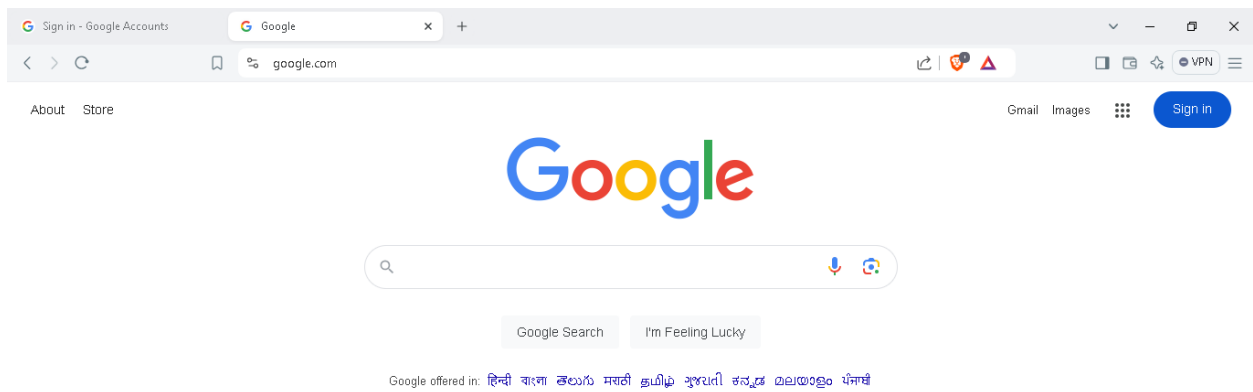 Sign in - Google Accounts Google
google.com VPN
About Store Gmail Images Sign in
Google
Google Search I'm Feeling Lucky
Google offered in: हिन्दी বাংলা తెలుగు मराठी தமிழ் ગુજરાતી ಕನ್ನಡ മലയാളം ਪੰਜਾਬੀ